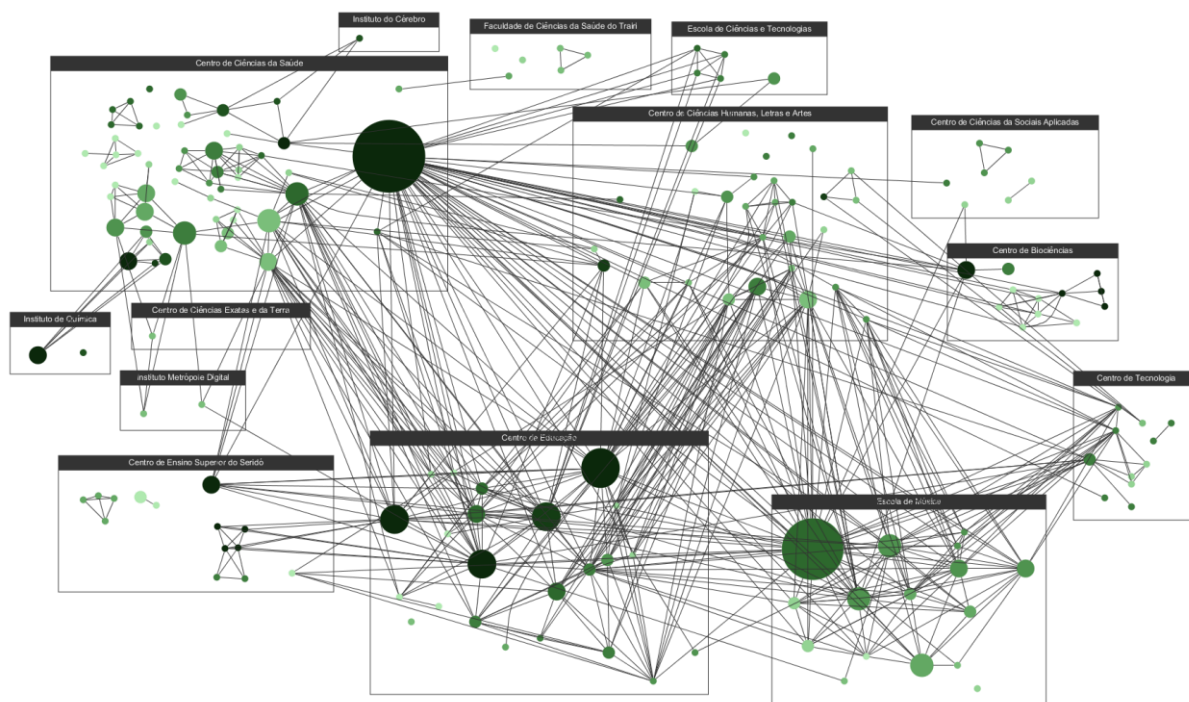 Instituto do Cérebro
Faculdade de Ciências da Saúde do Trairi
Escola de Ciências e Tecnologias
Centro de Ciências da Saúde
Centro de Ciências Humanas, Letras e Artes
Centro de Ciências da Sociais Aplicadas
Centro de Biociências
Centro de Ciências Exatas e da Terra
Instituto de Química
Instituto Metrópole Digital
Centro de Tecnologia
Centro de Educação
Centro de Ensino Superior do Seridó
Escola de Música